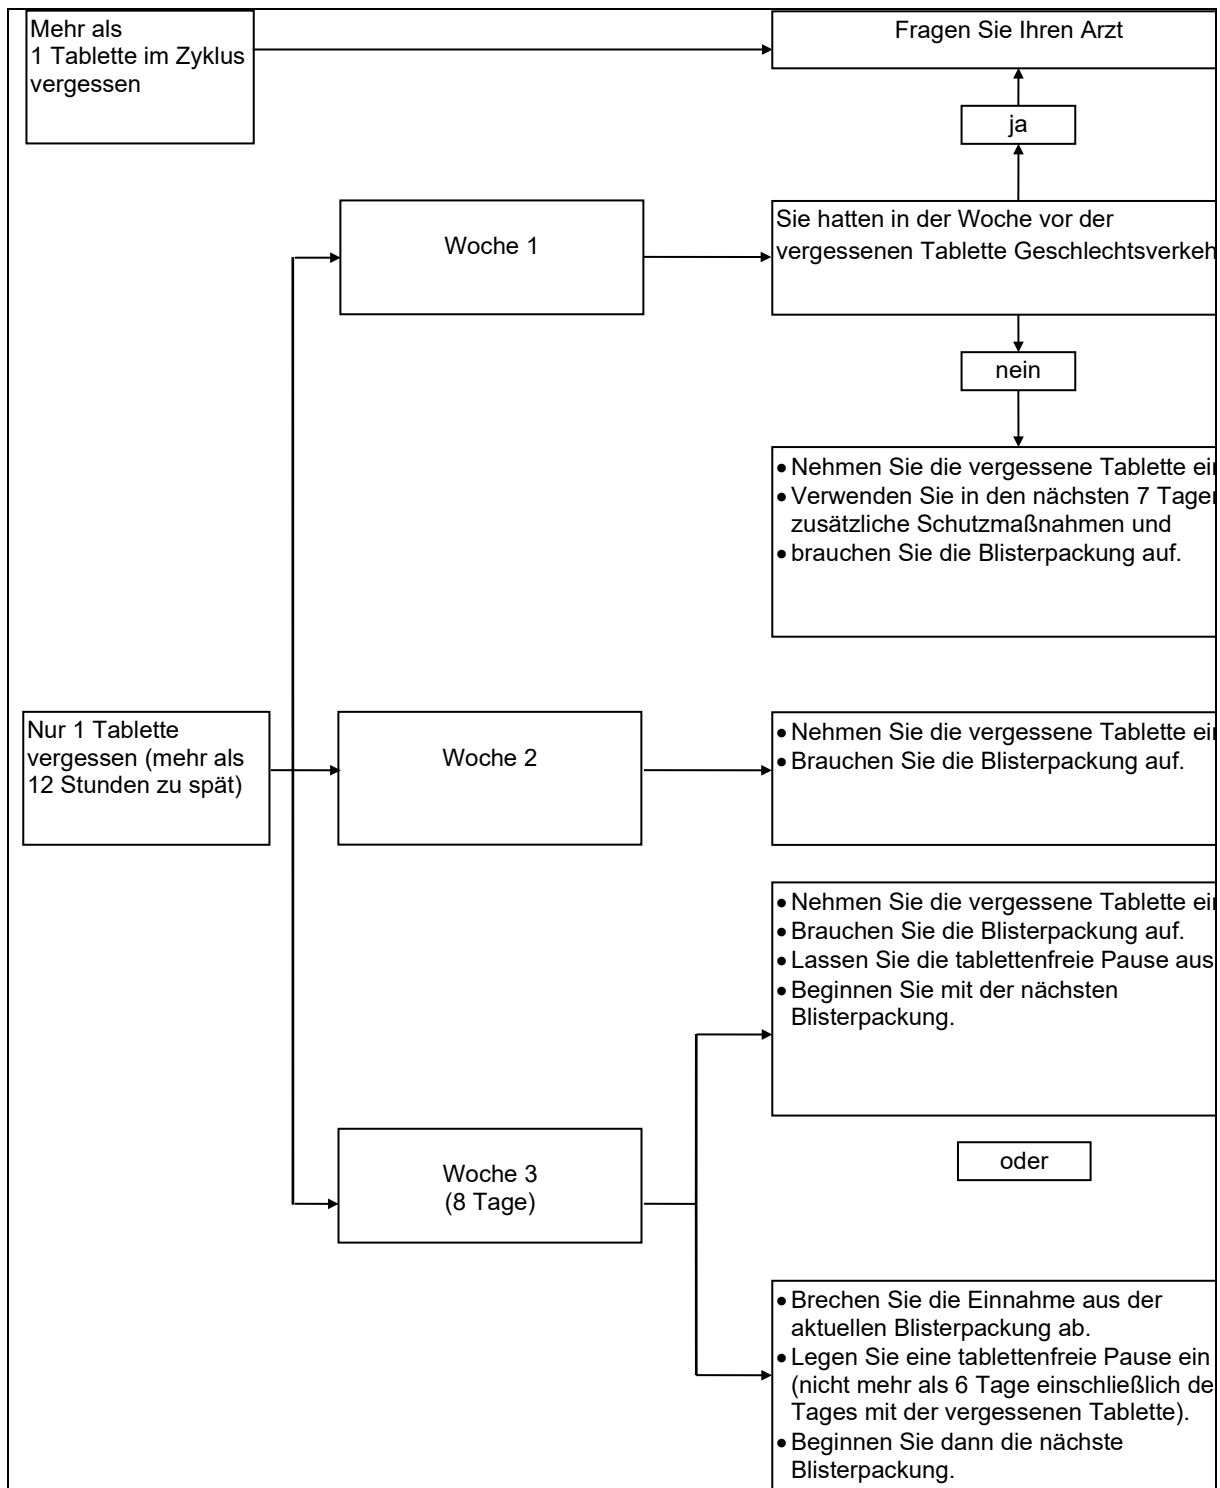 Mehr als
1 Tablette im Zyklus
vergessen
Fragen Sie Ihren Arzt
ja
Woche 1
Sie hatten in der Woche vor der
vergessenen Tablette Geschlechtsverkeh
nein
• Nehmen Sie die vergessene Tablette ein
• Verwenden Sie in den nächsten 7 Tagen
zusätzliche Schutzmaßnahmen und
• brauchen Sie die Blisterpackung auf.
Nur 1 Tablette
vergessen (mehr als
12 Stunden zu spät)
Woche 2
• Nehmen Sie die vergessene Tablette ein
• Brauchen Sie die Blisterpackung auf.
• Nehmen Sie die vergessene Tablette ein
• Brauchen Sie die Blisterpackung auf.
• Lassen Sie die tablettenfreie Pause aus
• Beginnen Sie mit der nächsten
Blisterpackung.
oder
Woche 3
(8 Tage)
• Brechen Sie die Einnahme aus der
aktuellen Blisterpackung ab.
• Legen Sie eine tablettenfreie Pause ein
(nicht mehr als 6 Tage einschließlich de
Tages mit der vergessenen Tablette).
• Beginnen Sie dann die nächste
Blisterpackung.